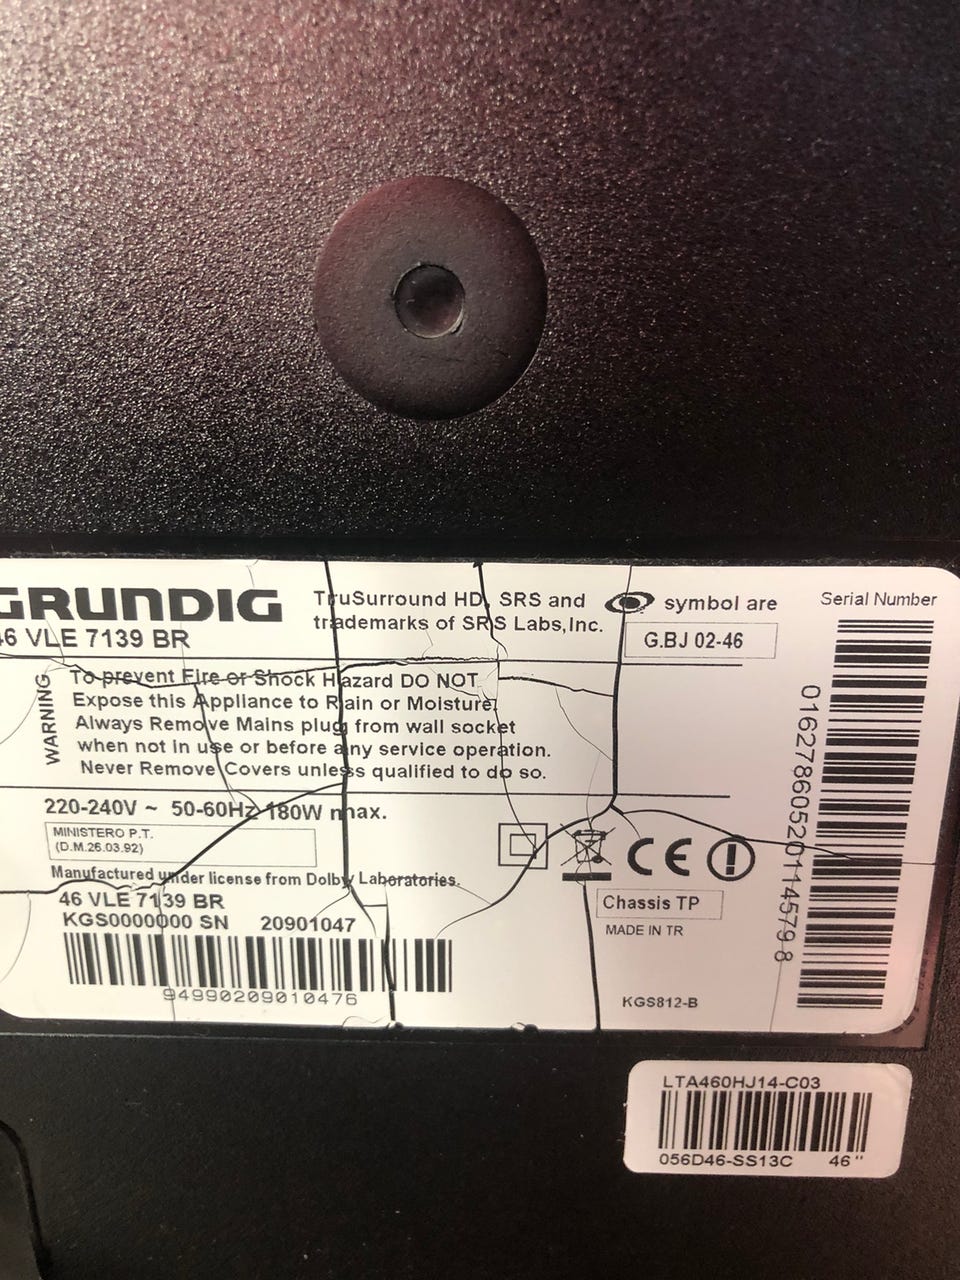 GRUNDIG
46 VLE 7139 BR
TruSurround HD, SRS and symbol are
trademarks of SRS Labs,Inc.
G.BJ 02-46
Serial Number
WARNING
To prevent Fire or Shock Hazard DO NOT
Expose this Appliance to Rain or Moisture.
Always Remove Mains plug from wall socket
when not in use or before any service operation.
Never Remove Covers unless qualified to do so.
220-240V ~ 50-60Hz 180W max.
MINISTERO P.T.
(D.M.26.03.92)
Manufactured under license from Dolby Laboratories.
46 VLE 7139 BR
KGS0000000 SN 20901047
94990209010476
CE
Chassis TP
MADE IN TR
KGS812-B
01627860520114579 8
LTA460HJ14-C03
056D46-SS13C 46"